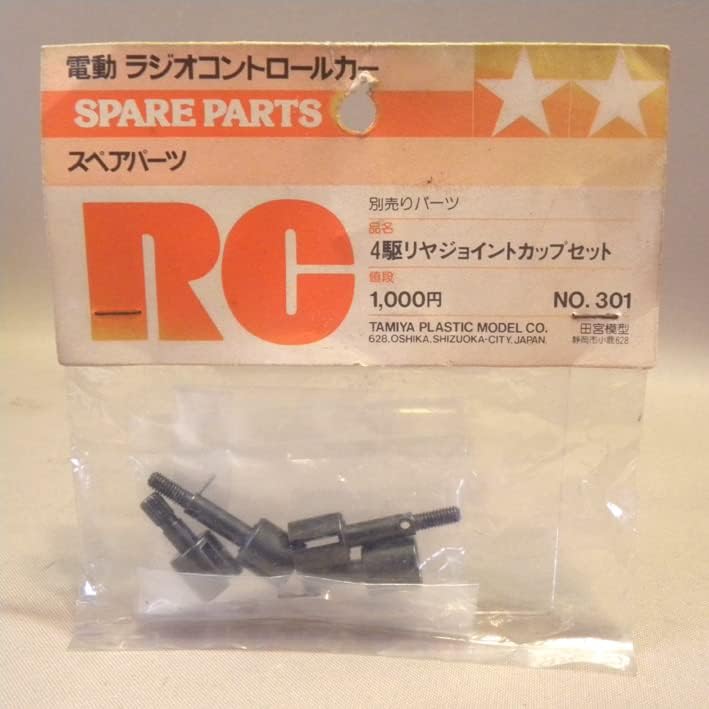 電動 ラジオコントロールカー
SPARE PARTS
スペアパーツ
RC
別売りパーツ
品名
4駆リヤジョイントカップセット
値段
1,000円 NO. 301
TAMIYA PLASTIC MODEL CO. 田宮模型
628, OSHIKA, SHIZUOKA-CITY, JAPAN. 静岡市小鹿628